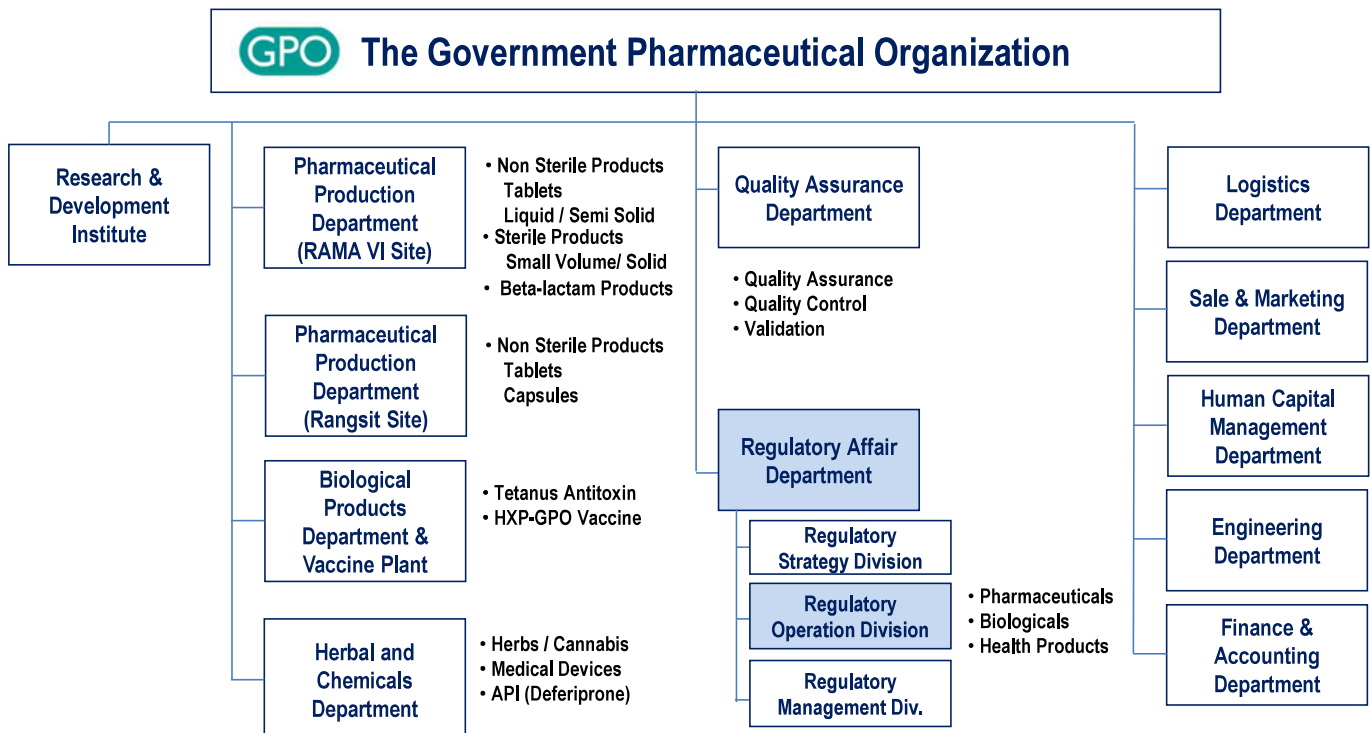 GPO The Government Pharmaceutical Organization
Research &
Development
Institute
Pharmaceutical
Production
Department
(RAMA VI Site)
• Non Sterile Products
Tablets
Liquid / Semi Solid
• Sterile Products
Small Volume/ Solid
• Beta-lactam Products
Pharmaceutical
Production
Department
(Rangsit Site)
• Non Sterile Products
Tablets
Capsules
Biological
Products
Department &
Vaccine Plant
• Tetanus Antitoxin
• HXP-GPO Vaccine
Herbal and
Chemicals
Department
• Herbs / Cannabis
• Medical Devices
• API (Deferiprone)
Quality Assurance
Department
• Quality Assurance
• Quality Control
• Validation
Regulatory Affair
Department
Regulatory
Strategy Division
Regulatory
Operation Division
• Pharmaceuticals
• Biologicals
• Health Products
Regulatory
Management Div.
Logistics
Department
Sale & Marketing
Department
Human Capital
Management
Department
Engineering
Department
Finance &
Accounting
Department